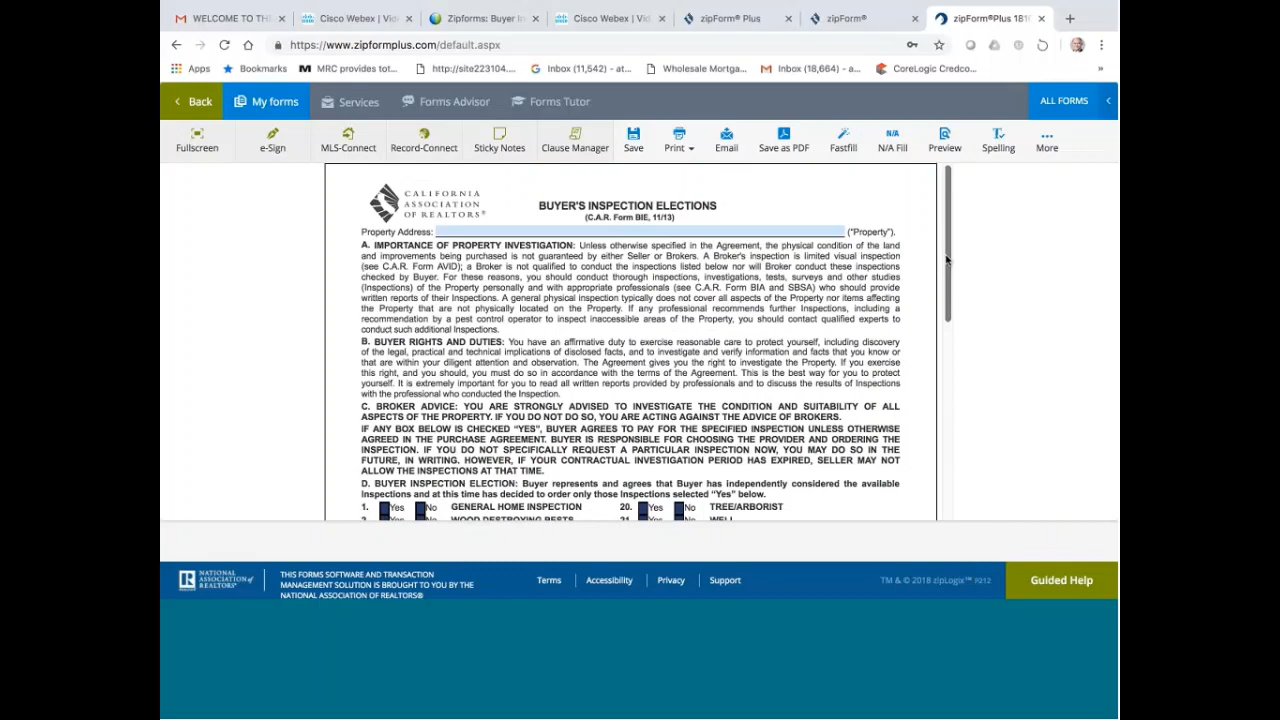 WELCOME TO TH
Cisco Webex | Vid
Zipforms: Buyer I
Cisco Webex | Vid
zipForm® Plus
zipForm®
zipForm®Plus 181
https://www.zipformplus.com/default.aspx
Apps
Bookmarks
MRC provides tot...
http://site223104....
Inbox (11,542) - at...
Wholesale Mortga...
Inbox (18,664) - a...
CoreLogic Credco...
»
Back
My forms
Services
Forms Advisor
Forms Tutor
ALL FORMS
Fullscreen
e-Sign
MLS-Connect
Record-Connect
Sticky Notes
Clause Manager
Save
Print
Email
Save as PDF
Fastfill
N/A
N/A Fill
Preview
Spelling
More
CALIFORNIA
ASSOCIATION
OF REALTORS®
BUYER'S INSPECTION ELECTIONS
(C.A.R. Form BIE, 11/13)
Property Address: ("Property").
A. IMPORTANCE OF PROPERTY INVESTIGATION: Unless otherwise specified in the Agreement, the physical condition of the land
and improvements being purchased is not guaranteed by either Seller or Brokers. A Broker's inspection is limited visual inspection
(see C.A.R. Form AVID); a Broker is not qualified to conduct the inspections listed below nor will Broker conduct these inspections
checked by Buyer. For these reasons, you should conduct thorough inspections, investigations, tests, surveys and other studies
(Inspections) of the Property personally and with appropriate professionals (see C.A.R. Form BIA and SBSA) who should provide
written reports of their Inspections. A general physical inspection typically does not cover all aspects of the Property nor items affecting
the Property that are not physically located on the Property. If any professional recommends further Inspections, including a
recommendation by a pest control operator to inspect inaccessible areas of the Property, you should contact qualified experts to
conduct such additional Inspections.
B. BUYER RIGHTS AND DUTIES: You have an affirmative duty to exercise reasonable care to protect yourself, including discovery
of the legal, practical and technical implications of disclosed facts, and to investigate and verify information and facts that you know or
that are within your diligent attention and observation. The Agreement gives you the right to investigate the Property. If you exercise
this right, and you should, you must do so in accordance with the terms of the Agreement. This is the best way for you to protect
yourself. It is extremely important for you to read all written reports provided by professionals and to discuss the results of Inspections
with the professional who conducted the Inspection.
C. BROKER ADVICE: YOU ARE STRONGLY ADVISED TO INVESTIGATE THE CONDITION AND SUITABILITY OF ALL
ASPECTS OF THE PROPERTY. IF YOU DO NOT DO SO, YOU ARE ACTING AGAINST THE ADVICE OF BROKERS.
IF ANY BOX BELOW IS CHECKED "YES", BUYER AGREES TO PAY FOR THE SPECIFIED INSPECTION UNLESS OTHERWISE
AGREED IN THE PURCHASE AGREEMENT. BUYER IS RESPONSIBLE FOR CHOOSING THE PROVIDER AND ORDERING THE
INSPECTION. IF YOU DO NOT SPECIFICALLY REQUEST A PARTICULAR INSPECTION NOW, YOU MAY DO SO IN THE
FUTURE, IN WRITING. HOWEVER, IF YOUR CONTRACTUAL INVESTIGATION PERIOD HAS EXPIRED, SELLER MAY NOT
ALLOW THE INSPECTIONS AT THAT TIME.
D. BUYER INSPECTION ELECTION: Buyer represents and agrees that Buyer has independently considered the available
Inspections and at this time has decided to order only those Inspections selected "Yes" below.
1. Yes No GENERAL HOME INSPECTION 20. Yes No TREE/ARBORIST
2. Yes No WOOD DESTROYING PESTS 21. Yes No WELL
R NATIONAL
ASSOCIATION of
REALTORS®
THIS FORMS SOFTWARE AND TRANSACTION
MANAGEMENT SOLUTION IS BROUGHT TO YOU BY THE
NATIONAL ASSOCIATION OF REALTORS®
Terms
Accessibility
Privacy
Support
TM & © 2018 zipLogix™ P212
Guided Help